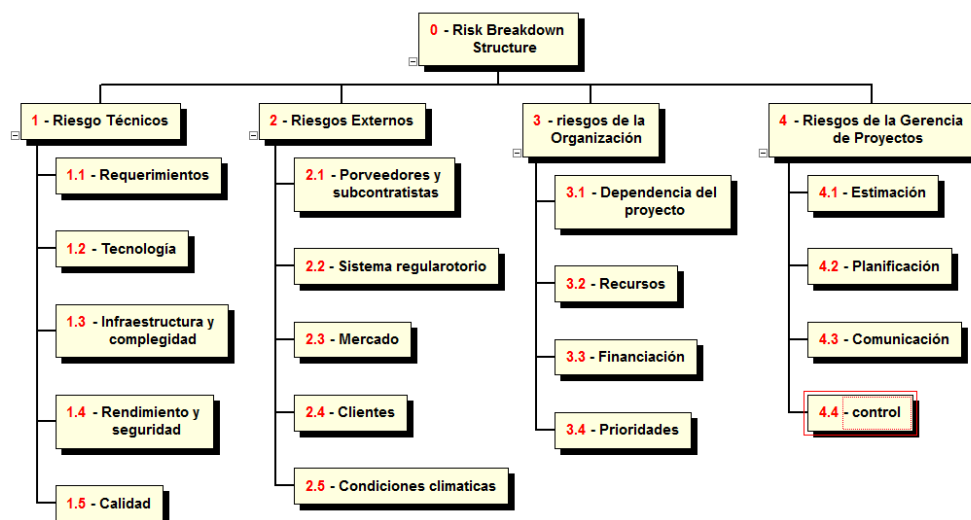 0 - Risk Breakdown
Structure
1 - Riesgo Técnicos
1.1 - Requerimientos
1.2 - Tecnología
1.3 - Infraestructura y
complegidad
1.4 - Rendimiento y
seguridad
1.5 - Calidad
2 - Riesgos Externos
2.1 - Porveedores y
subcontratistas
2.2 - Sistema regularotorio
2.3 - Mercado
2.4 - Clientes
2.5 - Condiciones climaticas
3 - riesgos de la
Organización
3.1 - Dependencia del
proyecto
3.2 - Recursos
3.3 - Financiación
3.4 - Prioridades
4 - Riesgos de la Gerencia
de Proyectos
4.1 - Estimación
4.2 - Planificación
4.3 - Comunicación
4.4 - control